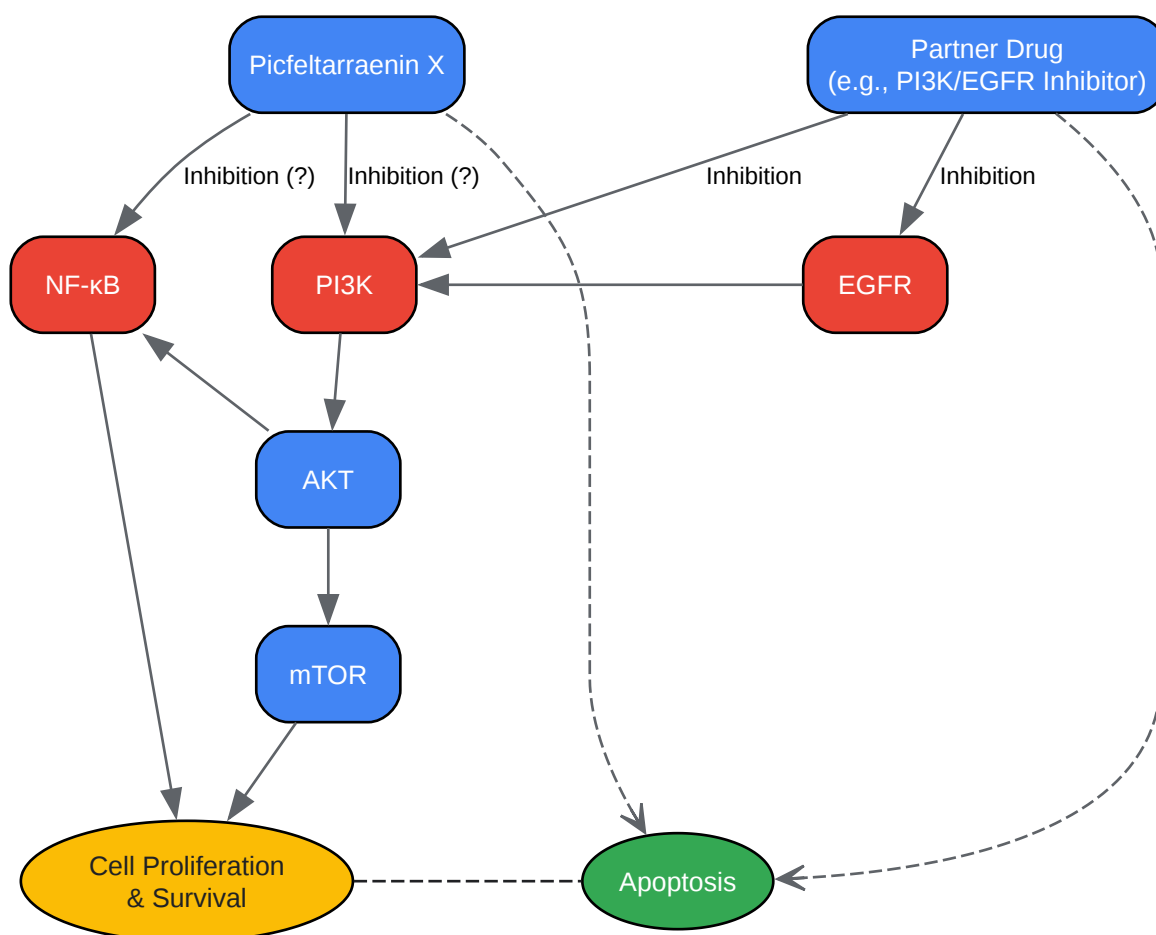 Picfeltarraenin X
Partner Drug
(e.g., PI3K/EGFR Inhibitor)
Inhibition (?)
Inhibition (?)
Inhibition
Inhibition
NF-κB
PI3K
EGFR
AKT
mTOR
Cell Proliferation
& Survival
Apoptosis